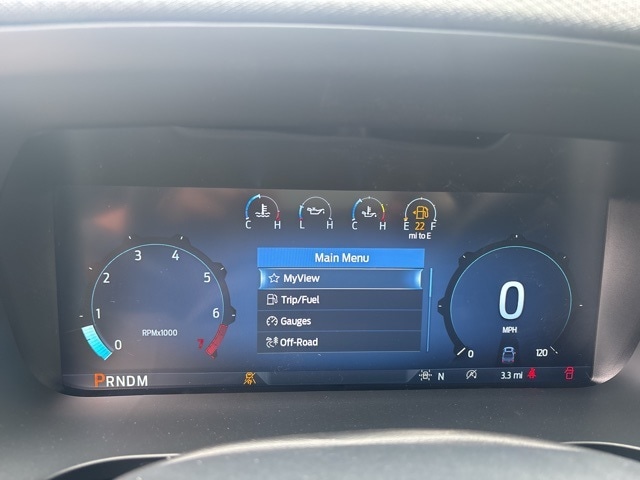 C H L H C H E 22 F
mi to E
Main Menu
MyView
Trip/Fuel
Gauges
Off-Road
0 1 2 3 4 5 6 7
RPMx1000
0
MPH
0 120
PRNDM N 3.3 mi